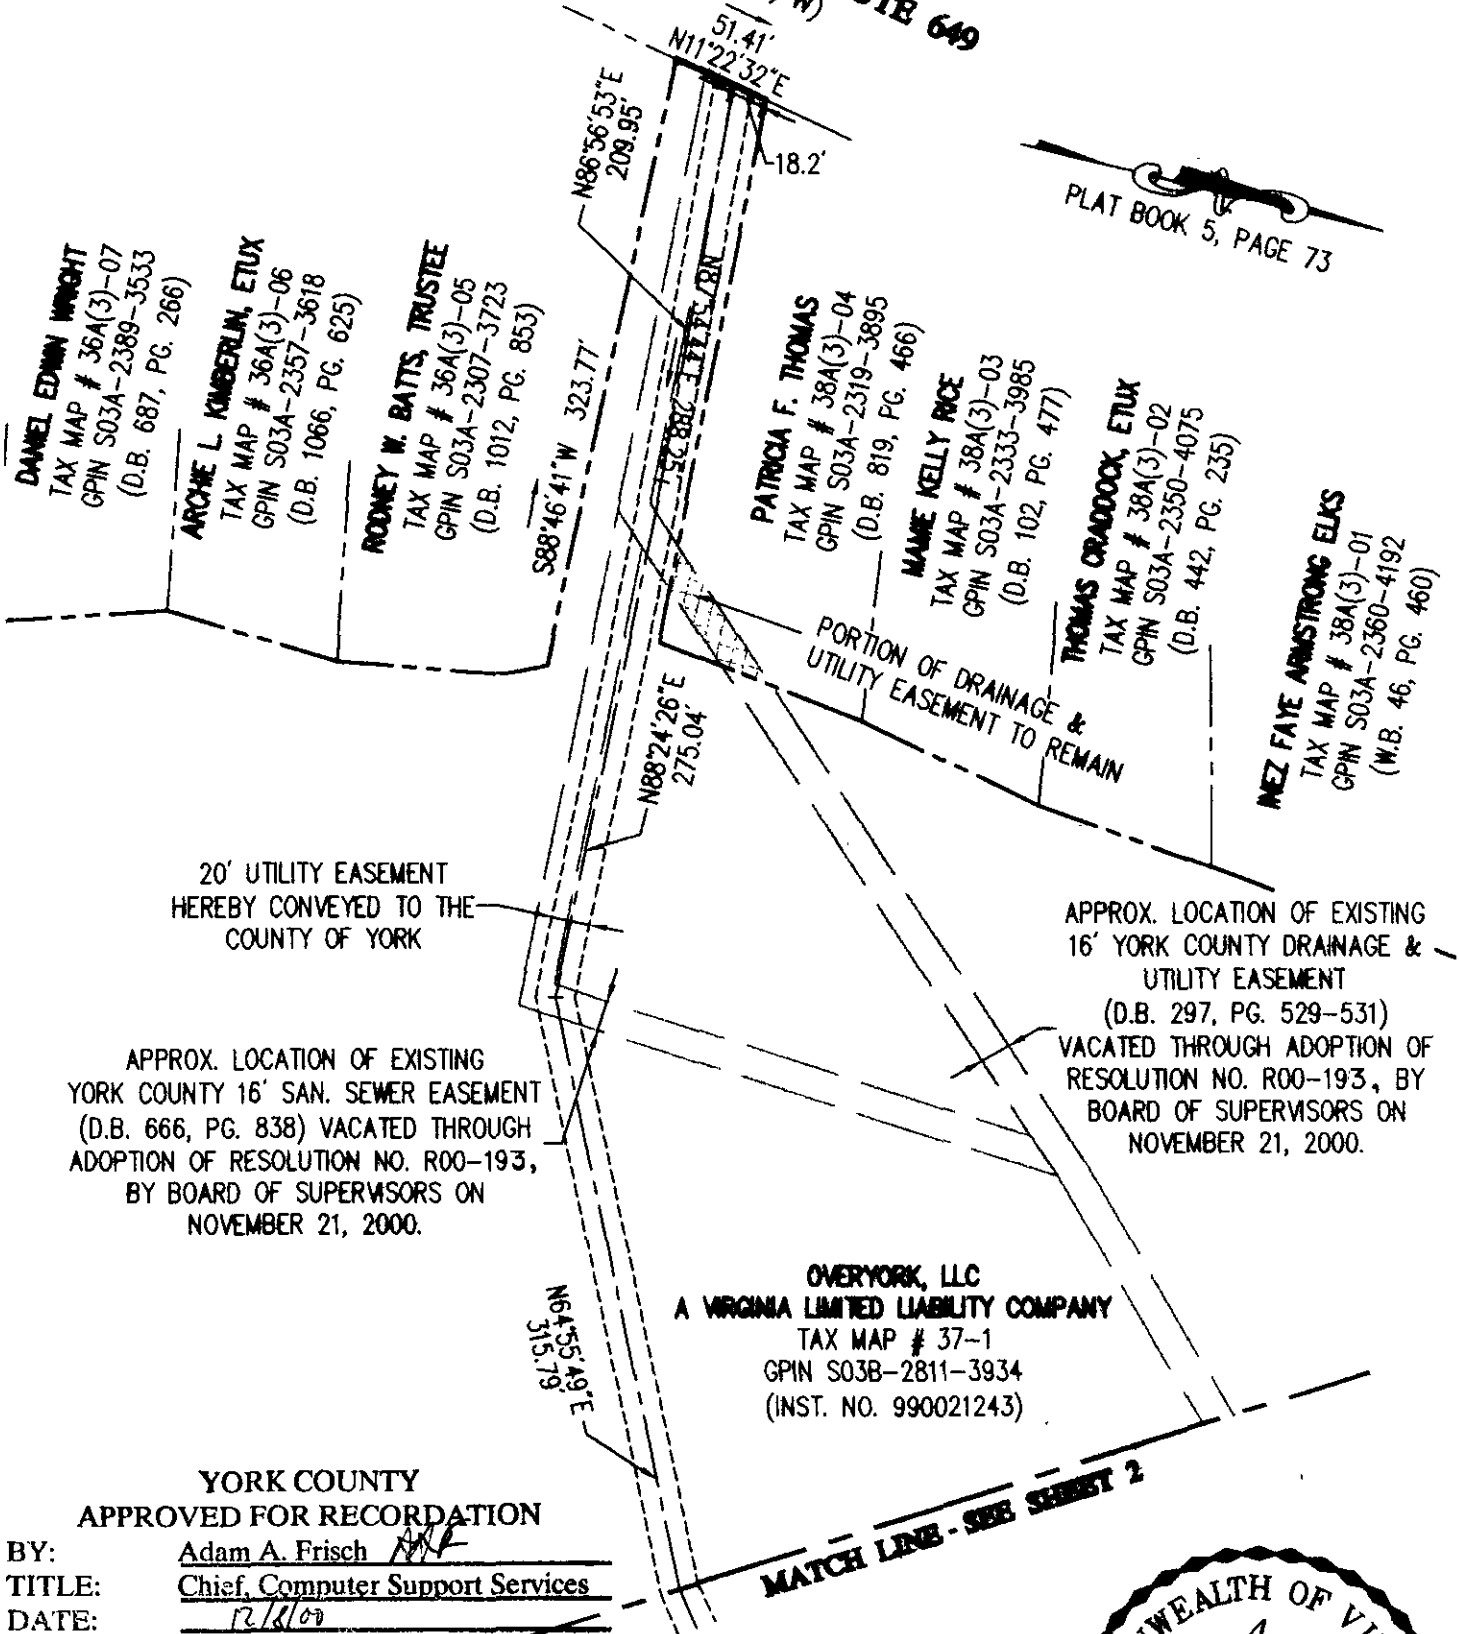 ROUTE 649
51.41'
N11°22'32"E
N86°56'53"E
209.95'
18.2'
PLAT BOOK 5, PAGE 73
DANIEL EDWIN WRIGHT
TAX MAP # 36A(3)-07
GPIN S03A-2389-3533
(D.B. 687, PG. 266)
ARCHIE L. KIMBERLIN, ETUX
TAX MAP # 36A(3)-06
GPIN S03A-2357-3618
(D.B. 1066, PG. 625)
RODNEY W. BATTS, TRUSTEE
TAX MAP # 36A(3)-05
GPIN S03A-2307-3723
(D.B. 1012, PG. 853)
S88°46'41"W 323.77'
288.25'
PATRICIA F. THOMAS
TAX MAP # 38A(3)-04
GPIN S03A-2319-3895
(D.B. 819, PG. 466)
MAMIE KELLY RICE
TAX MAP # 38A(3)-03
GPIN S03A-2333-3985
(D.B. 102, PG. 477)
THOMAS CRADDOCK, ETUX
TAX MAP # 38A(3)-02
GPIN S03A-2350-4075
(D.B. 442, PG. 235)
INEZ FAYE ARMSTRONG ELKS
TAX MAP # 38A(3)-01
GPIN S03A-2360-4192
(W.B. 46, PG. 460)
PORTION OF DRAINAGE &
UTILITY EASEMENT TO REMAIN
N88°24'26"E
275.04'
20' UTILITY EASEMENT
HEREBY CONVEYED TO THE
COUNTY OF YORK
APPROX. LOCATION OF EXISTING
16' YORK COUNTY DRAINAGE &
UTILITY EASEMENT
(D.B. 297, PG. 529-531)
VACATED THROUGH ADOPTION OF
RESOLUTION NO. R00-193, BY
BOARD OF SUPERVISORS ON
NOVEMBER 21, 2000.
APPROX. LOCATION OF EXISTING
YORK COUNTY 16' SAN. SEWER EASEMENT
(D.B. 666, PG. 838) VACATED THROUGH
ADOPTION OF RESOLUTION NO. R00-193,
BY BOARD OF SUPERVISORS ON
NOVEMBER 21, 2000.
N64°55'49"E
315.79'
OVERYORK, LLC
A VIRGINIA LIMITED LIABILITY COMPANY
TAX MAP # 37-1
GPIN S03B-2811-3934
(INST. NO. 990021243)
MATCH LINE - SEE SHEET 2
YORK COUNTY
APPROVED FOR RECORDATION
BY: Adam A. Frisch
TITLE: Chief, Computer Support Services
DATE: 12/8/00
WEALTH OF VI